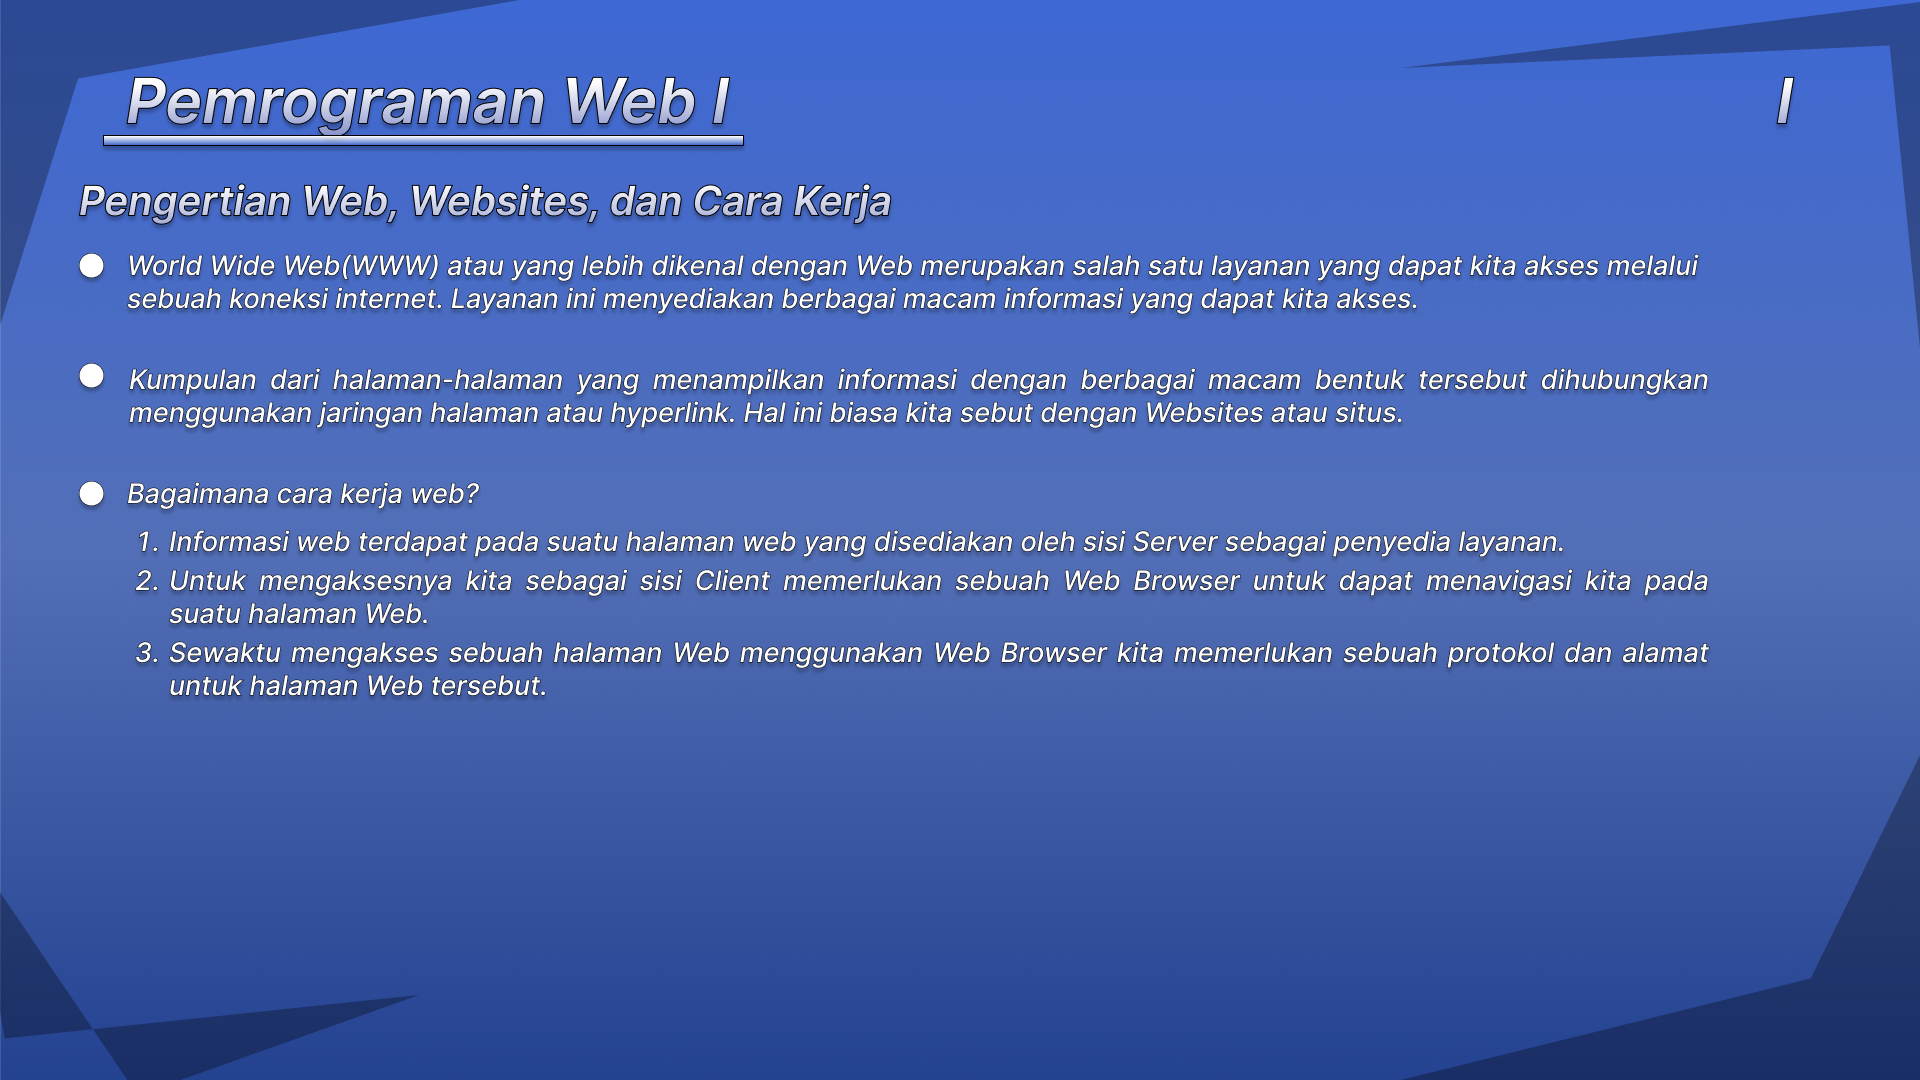 Pemrograman Web I
I
Pengertian Web, Websites, dan Cara Kerja
World Wide Web(WWW) atau yang lebih dikenal dengan Web merupakan salah satu layanan yang dapat kita akses melalui
sebuah koneksi internet. Layanan ini menyediakan berbagai macam informasi yang dapat kita akses.
Kumpulan dari halaman-halaman yang menampilkan informasi dengan berbagai macam bentuk tersebut dihubungkan
menggunakan jaringan halaman atau hyperlink. Hal ini biasa kita sebut dengan Websites atau situs.
Bagaimana cara kerja web?
1. Informasi web terdapat pada suatu halaman web yang disediakan oleh sisi Server sebagai penyedia layanan.
2. Untuk mengaksesnya kita sebagai sisi Client memerlukan sebuah Web Browser untuk dapat menavigasi kita pada
suatu halaman Web.
3. Sewaktu mengakses sebuah halaman Web menggunakan Web Browser kita memerlukan sebuah protokol dan alamat
untuk halaman Web tersebut.